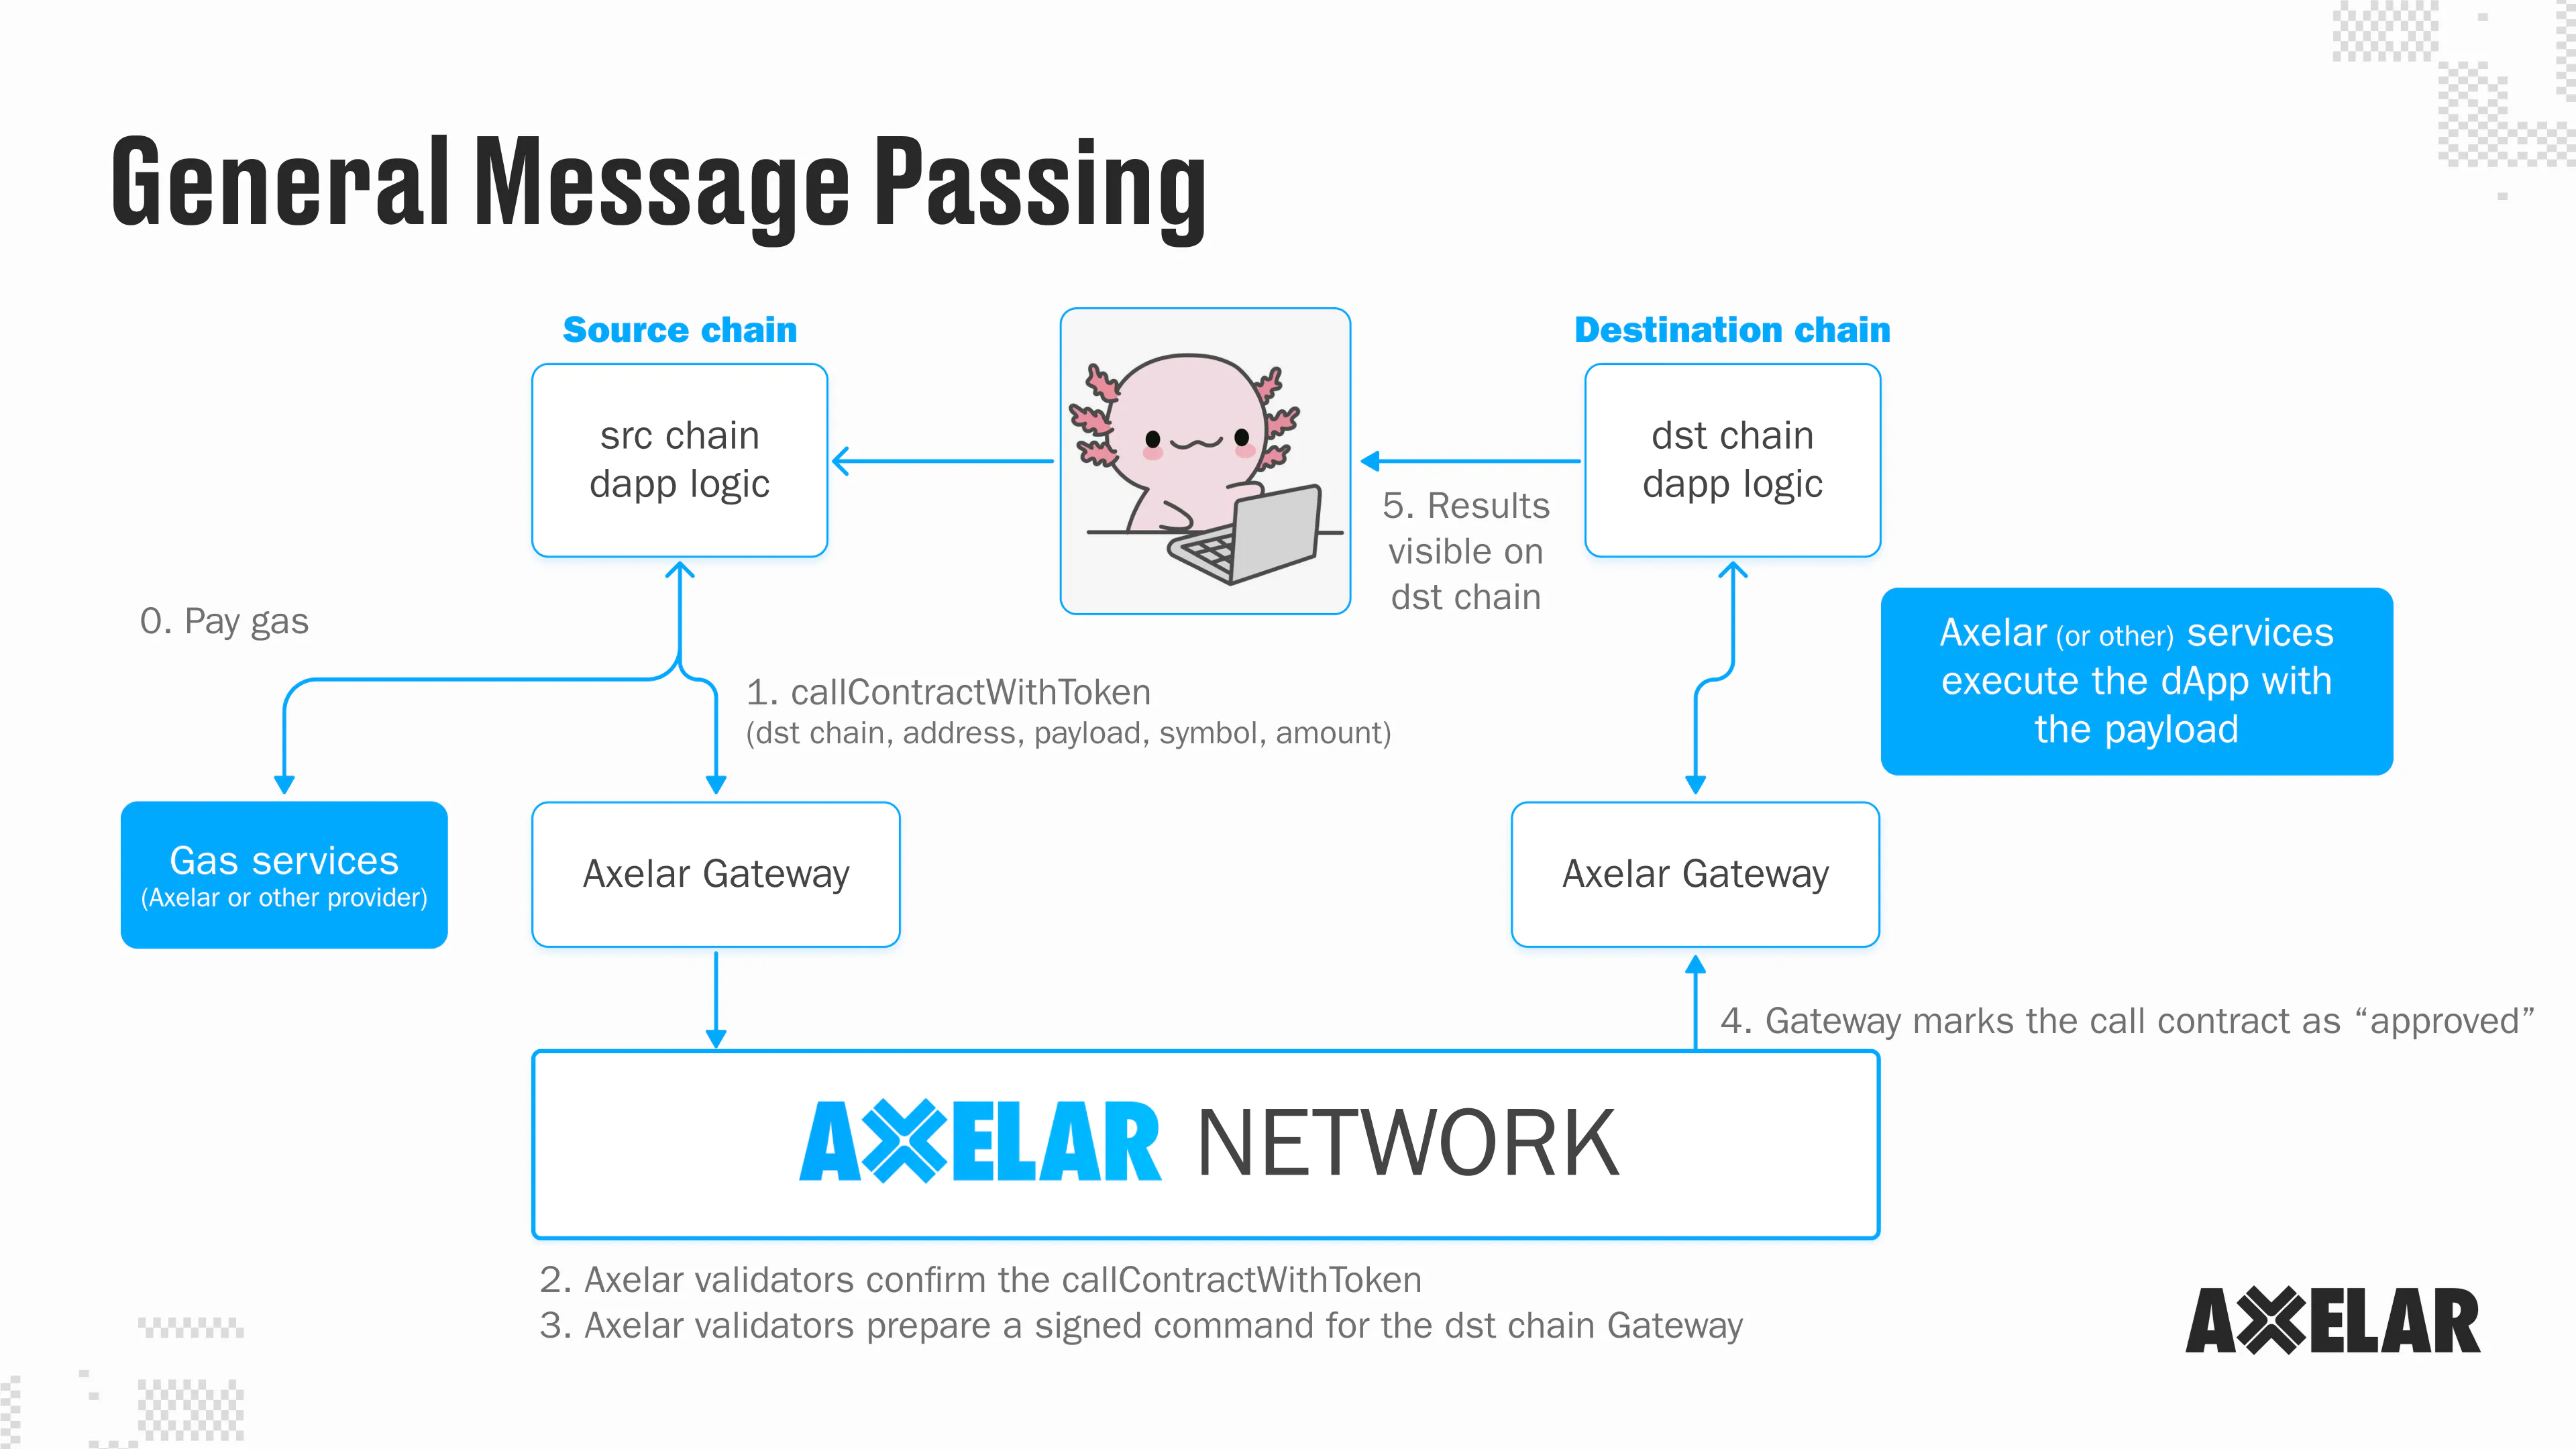 General Message Passing
Source chain
src chain
dapp logic
Destination chain
dst chain
dapp logic
5. Results
visible on
dst chain
0. Pay gas
1. callContractWithToken
(dst chain, address, payload, symbol, amount)
Axelar (or other) services
execute the dApp with
the payload
Gas services
(Axelar or other provider)
Axelar Gateway
Axelar Gateway
4. Gateway marks the call contract as “approved”
AXELAR NETWORK
2. Axelar validators confirm the callContractWithToken
3. Axelar validators prepare a signed command for the dst chain Gateway
AXELAR